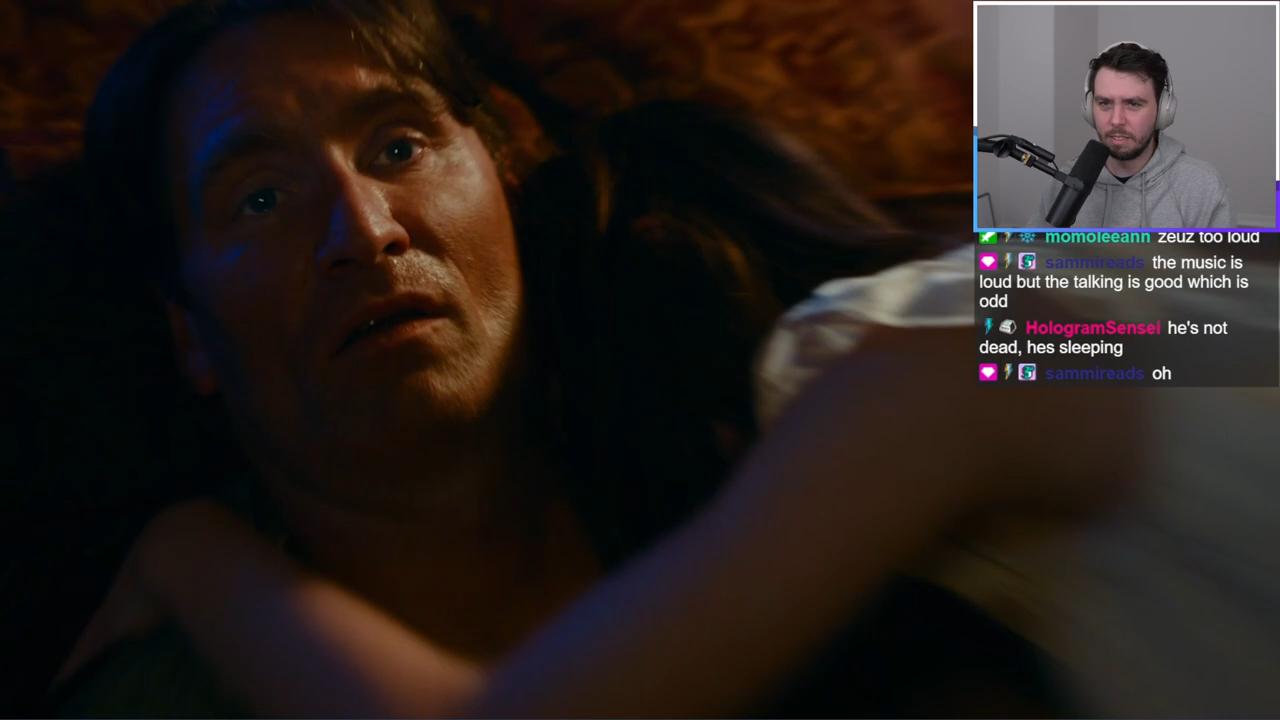 momoleeann zeuz too loud
sammireads the music is
loud but the talking is good which is
odd
HologramSensei he's not
dead, hes sleeping
sammireads oh